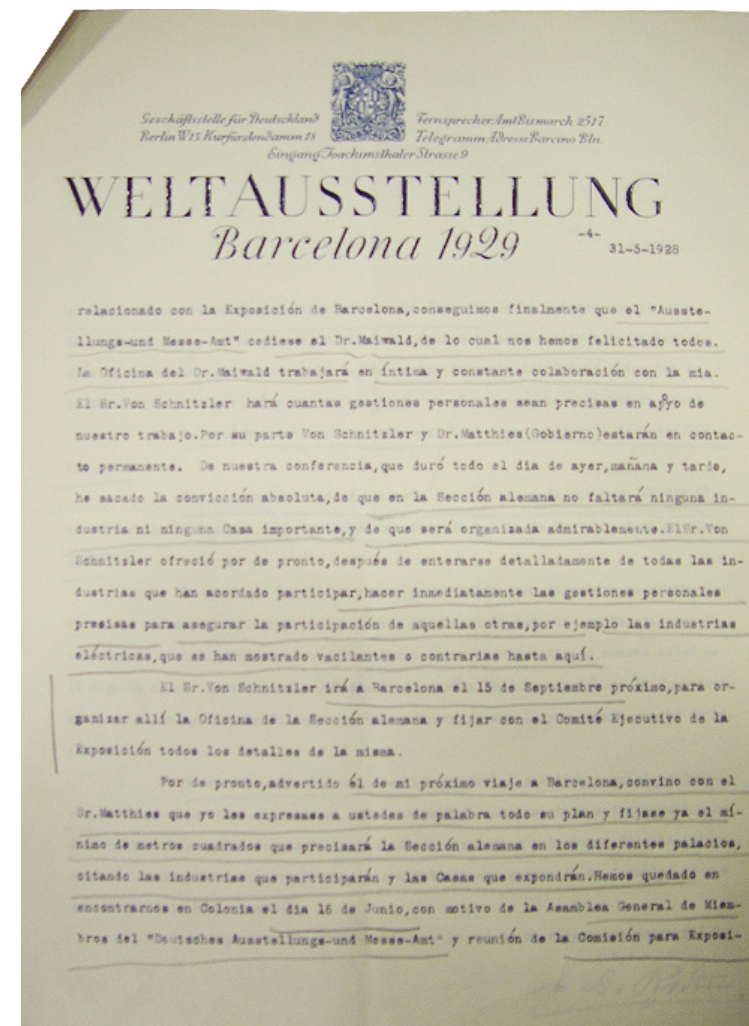 Geschäftsstelle für Deutschland
Berlin W15 Kurfürstendamm 18
Fernsprecher: Amt Bismarck 2517
Telegramm Adresse Barcino Bln.
Eingang Joachimsthaler Strasse 9
WELTAUSSTELLUNG
Barcelona 1929
-4-
31-5-1928
relacionado con la Exposición de Barcelona,conseguimos finalmente que el "Ausste-
llungs-und Messe-Amt" cediese al Dr.Maiwald,de lo cual nos hemos felicitado todos.
La Oficina del Dr.Maiwald trabajará en íntima y constante colaboración con la mia.
El Sr.Von Schnitzler hará cuantas gestiones personales sean precisas en apoyo de
nuestro trabajo.Por su parte Von Schnitzler y Dr.Matthies(Gobierno)estarán en contac-
to permanente. De nuestra conferencia,que duró todo el dia de ayer,mañana y tarde,
he sacado la convicción absoluta,de que en la Sección alemana no faltará ninguna in-
dustria ni ninguna Casa importante,y de que será organizada admirablemente.ElSr.Von
Schnitzler ofreció por de pronto,después de enterarse detalladamente de todas las in-
dustrias que han acordado participar,hacer inmediatamente las gestiones personales
precisas para asegurar la participación de aquellas otras,por ejemplo las industrias
eléctricas,que se han mostrado vacilantes o contrarias hasta aquí.
El Sr.Von Schnitzler irá a Barcelona el 15 de Septiembre próximo,para or-
ganizar allí la Oficina de la Sección alemana y fijar con el Comité Ejecutivo de la
Exposición todos los detalles de la misma.
Por de pronto,advertido él de mi próximo viaje a Barcelona,convino con el
Dr.Matthies que yo les expresase a ustedes de palabra todo su plan y fijase ya el mí-
nimo de metros cuadrados que precisará la Sección alemana en los diferentes palacios,
citando las industrias que participarán y las Casas que expondrán.Hemos quedado en
encontrarnos en Colonia el dia 16 de Junio,con motivo de la Asamblea General de Miem-
bros del "Deutsches Ausstellungs-und Messe-Amt" y reunión de la Comisión para Exposi-